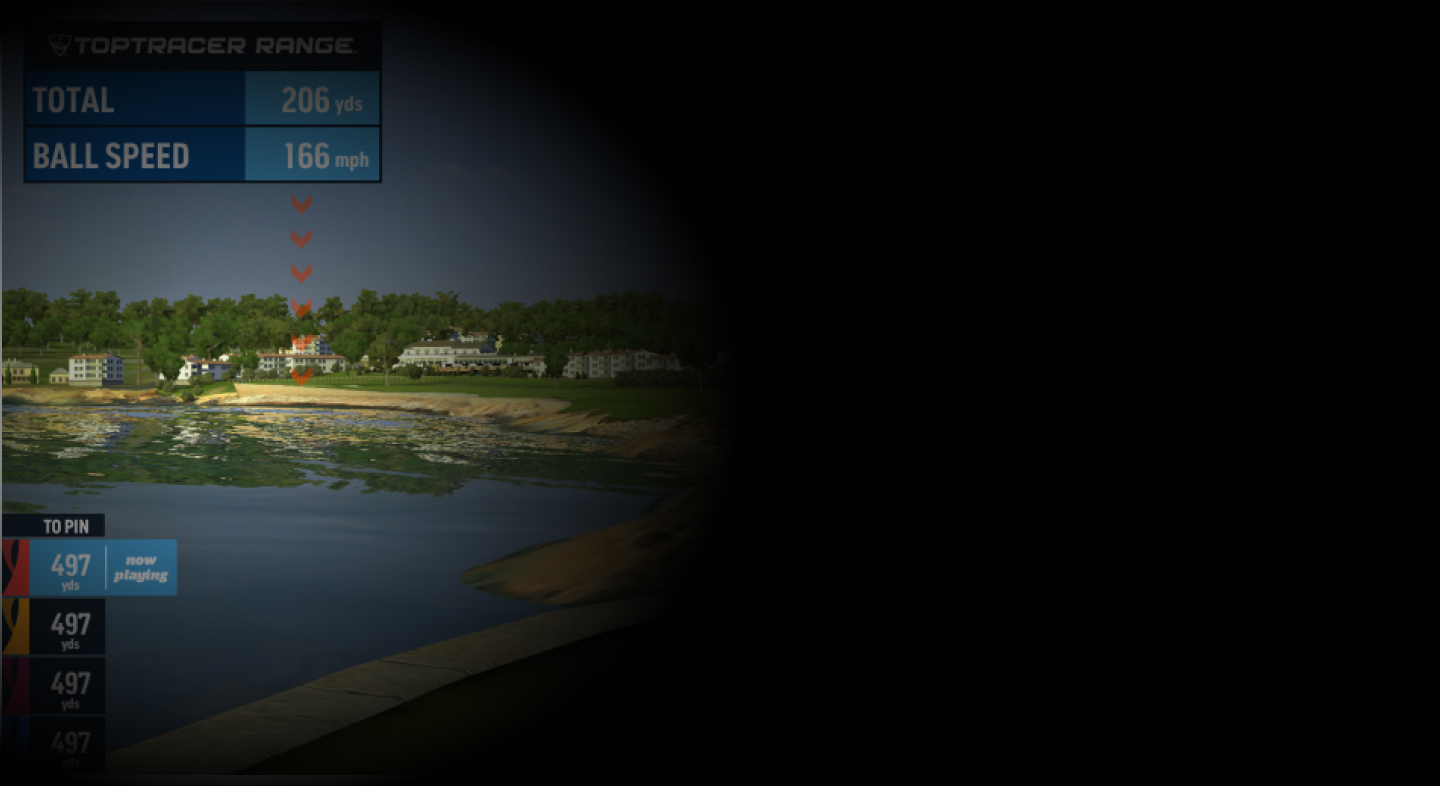 TOPTRACER RANGE
TOTAL 206 yds
BALL SPEED 166 mph
TO PIN
497 yds now playing
497 yds
497 yds
497 yds